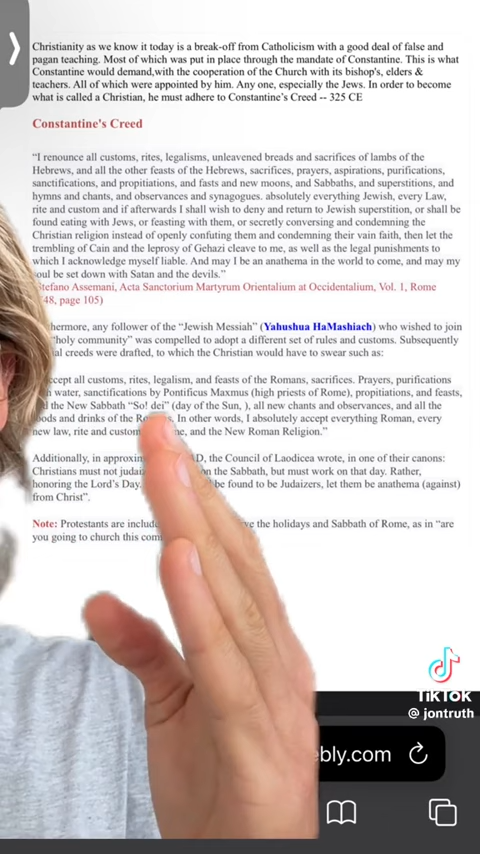 Christianity as we know it today is a break-off from Catholicism with a good deal of false and
pagan teaching. Most of which was put in place through the mandate of Constantine. This is what
Constantine would demand,with the cooperation of the Church with its bishop's, elders &
teachers. All of which were appointed by him. Any one, especially the Jews. In order to become
what is called a Christian, he must adhere to Constantine's Creed -- 325 CE
Constantine's Creed
“I renounce all customs, rites, legalisms, unleavened breads and sacrifices of lambs of the
Hebrews, and all the other feasts of the Hebrews, sacrifices, prayers, aspirations, purifications,
sanctifications, and propitiations, and fasts and new moons, and Sabbaths, and superstitions, and
hymns and chants, and observances and synagogues. absolutely everything Jewish, every Law,
rite and custom and if afterwards I shall wish to deny and return to Jewish superstition, or shall be
found eating with Jews, or feasting with them, or secretly conversing and condemning the
Christian religion instead of openly confuting them and condemning their vain faith, then let the
trembling of Cain and the leprosy of Gehazi cleave to me, as well as the legal punishments to
which I acknowledge myself liable. And may I be an anathema in the world to come, and may my
oul be set down with Satan and the devils.”
Stefano Assemani, Acta Sanctorium Martyrum Orientalium at Occidentalium, Vol. 1, Rome
48, page 105)
hermore, any follower of the “Jewish Messiah” (Yahushua HaMashiach) who wished to join
“holy community” was compelled to adopt a different set of rules and customs. Subsequently
al creeds were drafted, to which the Christian would have to swear such as:
ccept all customs, rites, legalism, and feasts of the Romans, sacrifices. Prayers, purifications
water, sanctifications by Pontificus Maxmus (high priests of Rome), propitiations, and feasts,
the New Sabbath “So! dei” (day of the Sun, ), all new chants and observances, and all the
oods and drinks of the Ro In other words, I absolutely accept everything Roman, every
new law, rite and custom and the New Roman Religion.”
Additionally, in approxim D, the Council of Laodicea wrote, in one of their canons:
Christians must not judaiz on the Sabbath, but must work on that day. Rather,
honoring the Lord's Day. be found to be Judaizers, let them be anathema (against)
from Christ”.
Note: Protestants are include ve the holidays and Sabbath of Rome, as in “are
you going to church this com
TikTok
@ jontruth
bly.com